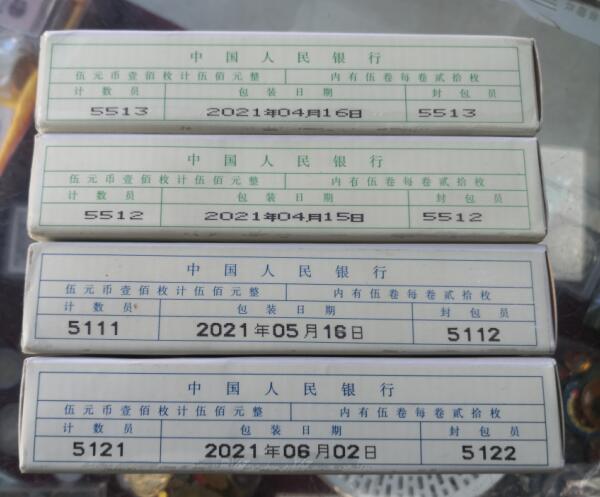 中国人民银行
伍元币壹佰枚计伍佰元整 内有伍卷每卷贰拾枚
计数员 包装日期 封包员
5513 2021年04月16日 5513
中国人民银行
伍元币壹佰枚计伍佰元整 内有伍卷每卷贰拾枚
计数员 包装日期 封包员
5512 2021年04月15日 5512
中国人民银行
伍元币壹佰枚计伍佰元整 内有伍卷每卷贰拾枚
计数员 包装日期 封包员
5111 2021年05月16日 5112
中国人民银行
伍元币壹佰枚计伍佰元整 内有伍卷每卷贰拾枚
计数员 包装日期 封包员
5121 2021年06月02日 5122